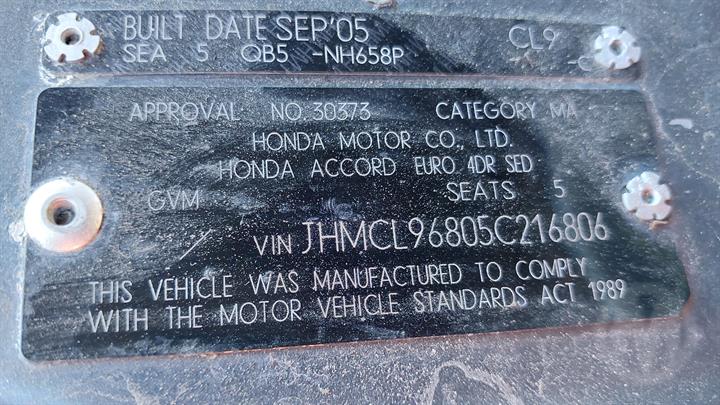 BUILT DATE SEP'05
SEA 5 QB5 -NH658P CL9
-C
APPROVAL NO. 30373 CATEGORY MA
HONDA MOTOR CO., LTD.
HONDA ACCORD EURO 4DR SED
GVM SEATS 5
VIN JHMCL96805C216806
THIS VEHICLE WAS MANUFACTURED TO COMPLY
WITH THE MOTOR VEHICLE STANDARDS ACT 1989